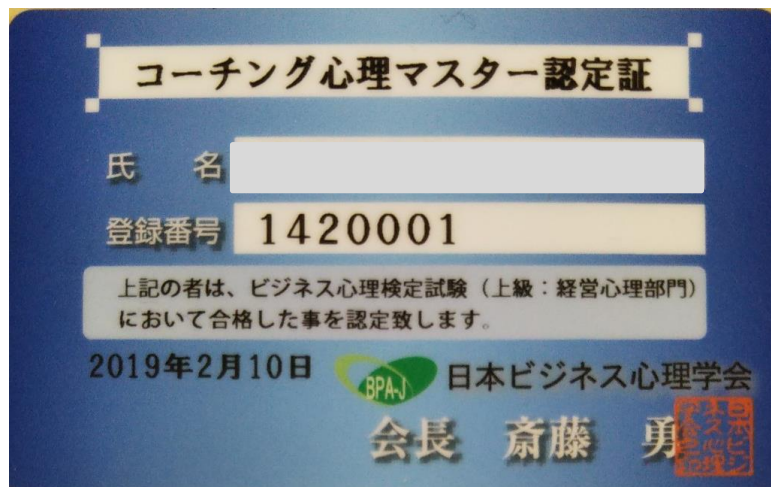 コーチング心理マスター認定証
氏 名
登録番号 1420001
上記の者は、ビジネス心理検定試験（上級：経営心理部門）
において合格した事を認定致します。
2019年2月10日 BPA-J 日本ビジネス心理学会
会長 斎藤 勇